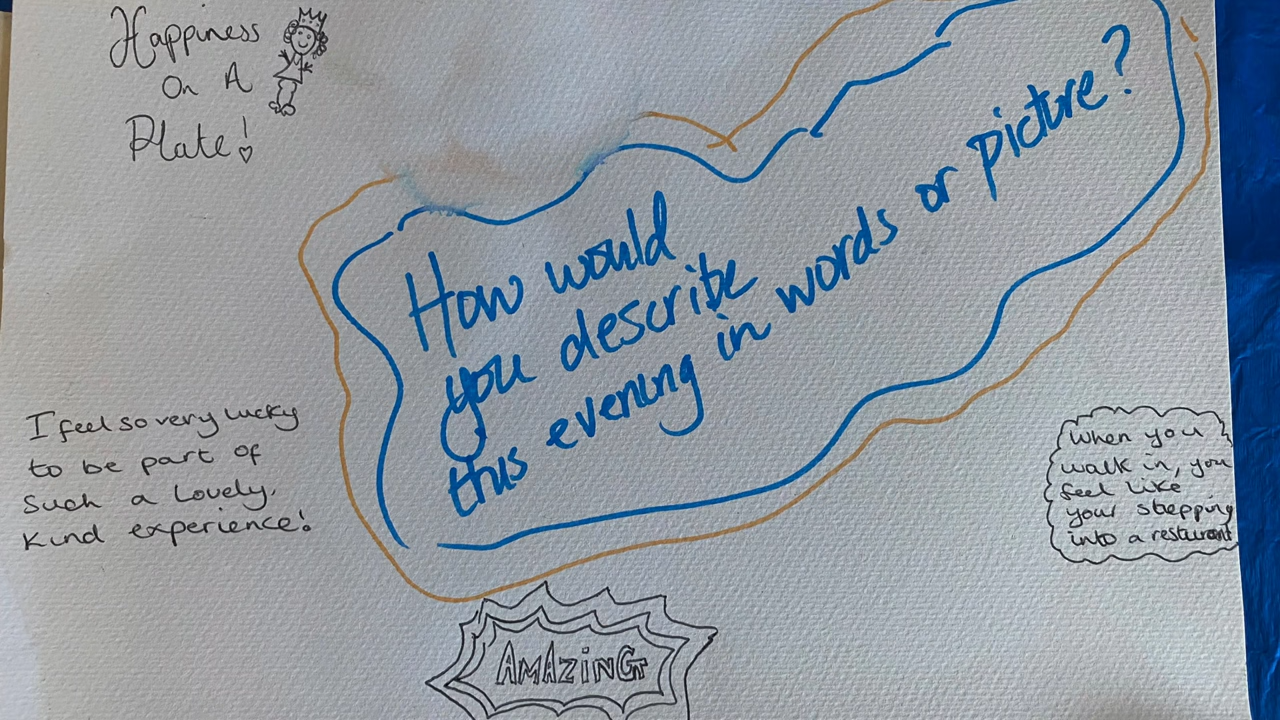 Happiness
On A
Plate!
How would
you describe
this evening in words or picture?
I feel so very lucky
to be part of
such a lovely,
kind experience!
When you
walk in, you
feel like
your stepping
into a restaurant
AMAZiNG